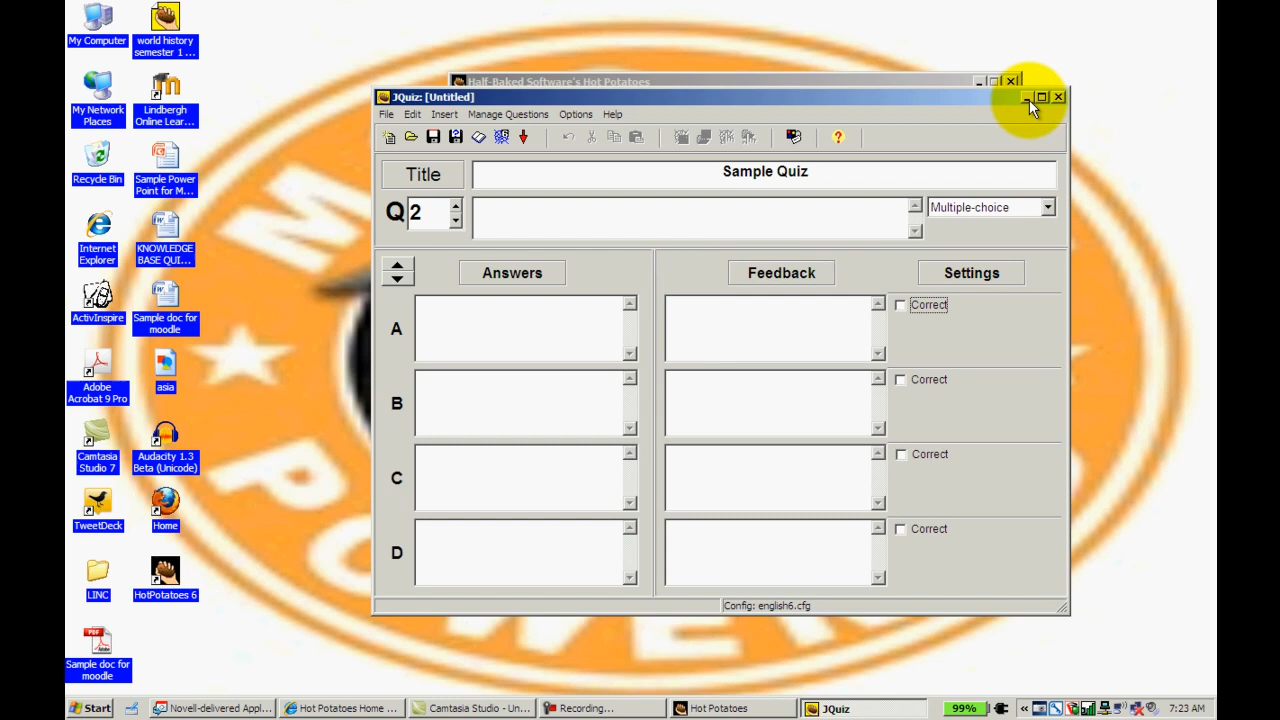 My Computer
world history
semester 1 ...
My Network
Places
Lindbergh
Online Lear...
Recycle Bin
Sample Power
Point for M...
Internet
Explorer
KNOWLEDGE
BASE QUI...
ActivInspire
Sample doc for
moodle
Adobe
Acrobat 9 Pro
asia
Camtasia
Studio 7
Audacity 1.3
Beta (Unicode)
TweetDeck
Home
LINC
HotPotatoes 6
Sample doc for
moodle
Half-Baked Software's Hot Potatoes
JQuiz: [Untitled]
File Edit Insert Manage Questions Options Help
Title
Sample Quiz
Q 2
Multiple-choice
Answers
Feedback
Settings
A
Correct
B
Correct
C
Correct
D
Correct
Config: english6.cfg
Start
Novell-delivered Appl...
Hot Potatoes Home ...
Camtasia Studio - Un...
Recording...
Hot Potatoes
JQuiz
99%
7:23 AM